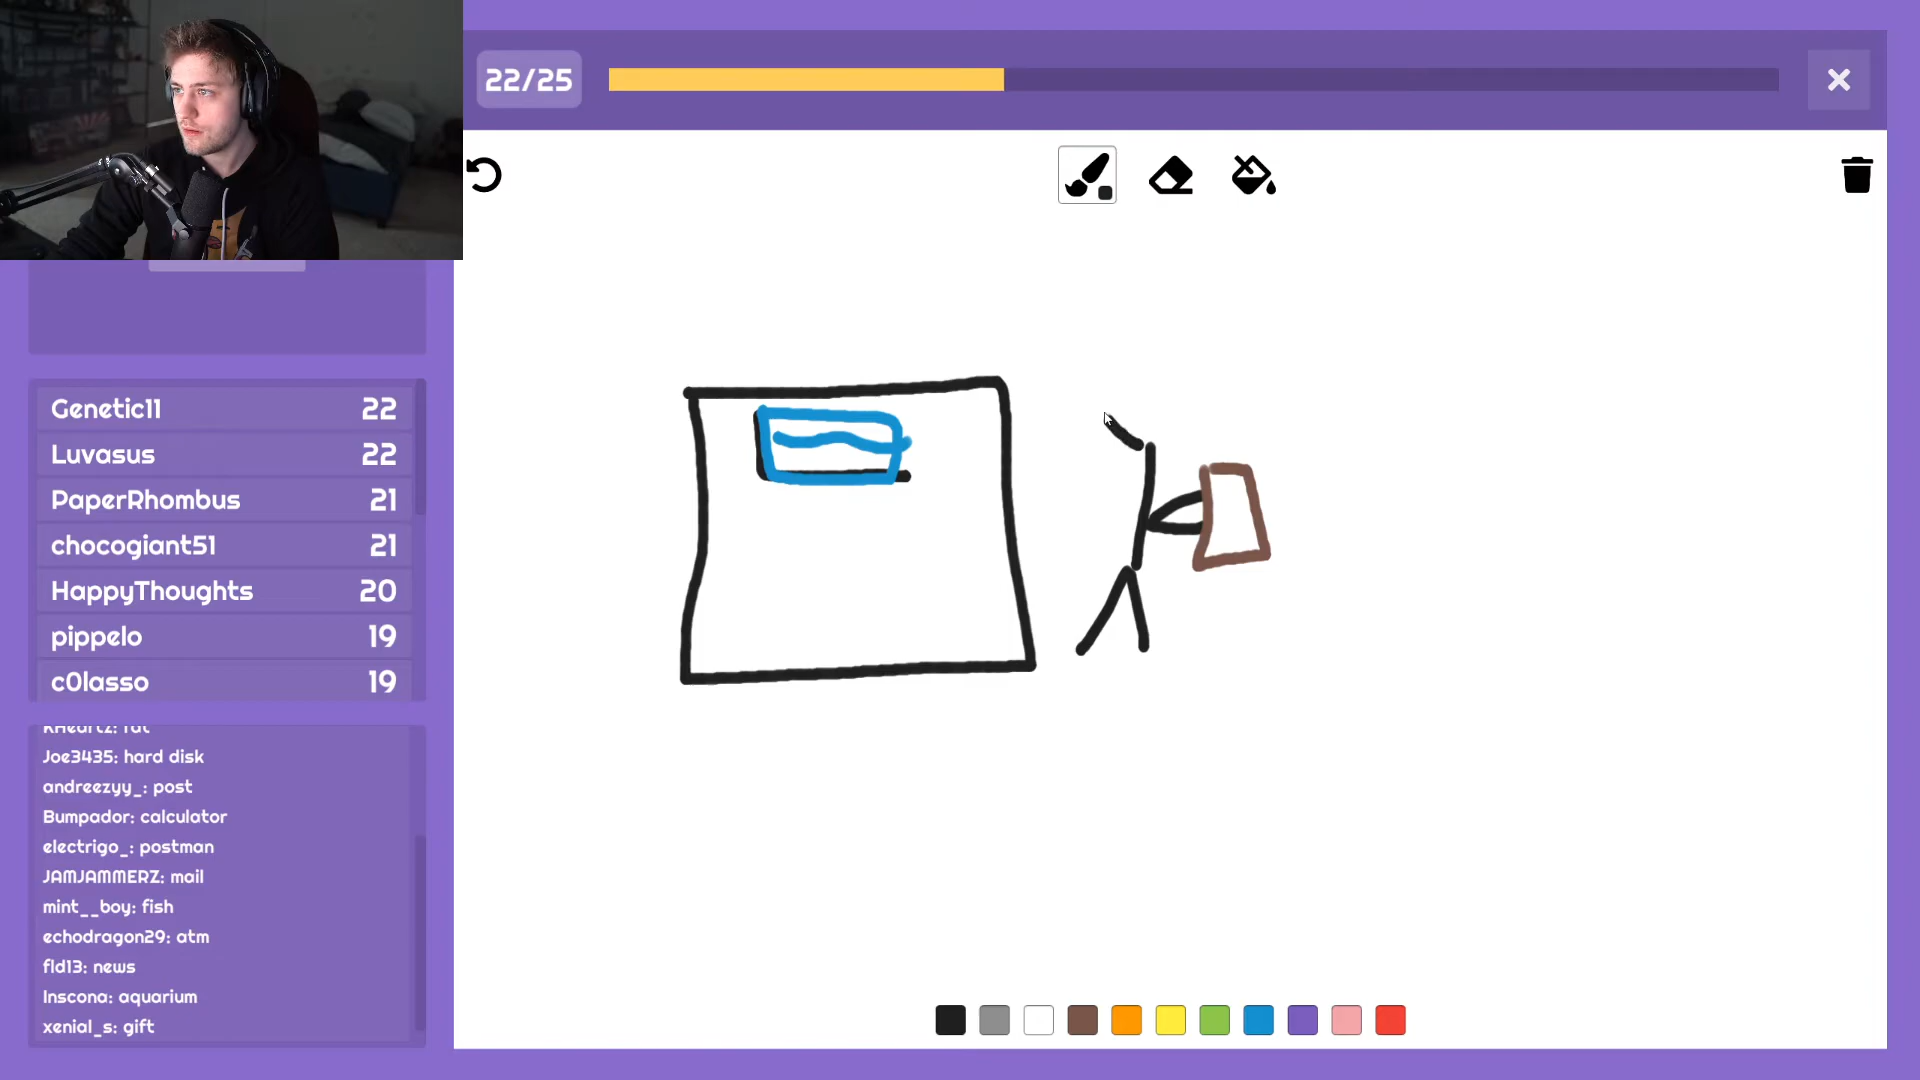 22/25
Genetic11 22
Luvasus 22
PaperRhombus 21
chocogiant51 21
HappyThoughts 20
pippelo 19
c0lasso 19
Joe3435: hard disk
andreezyy_: post
Bumpador: calculator
electrigo_: postman
JAMJAMMERZ: mail
mint__boy: fish
echodragon29: atm
fld13: news
Inscona: aquarium
xenial_s: gift